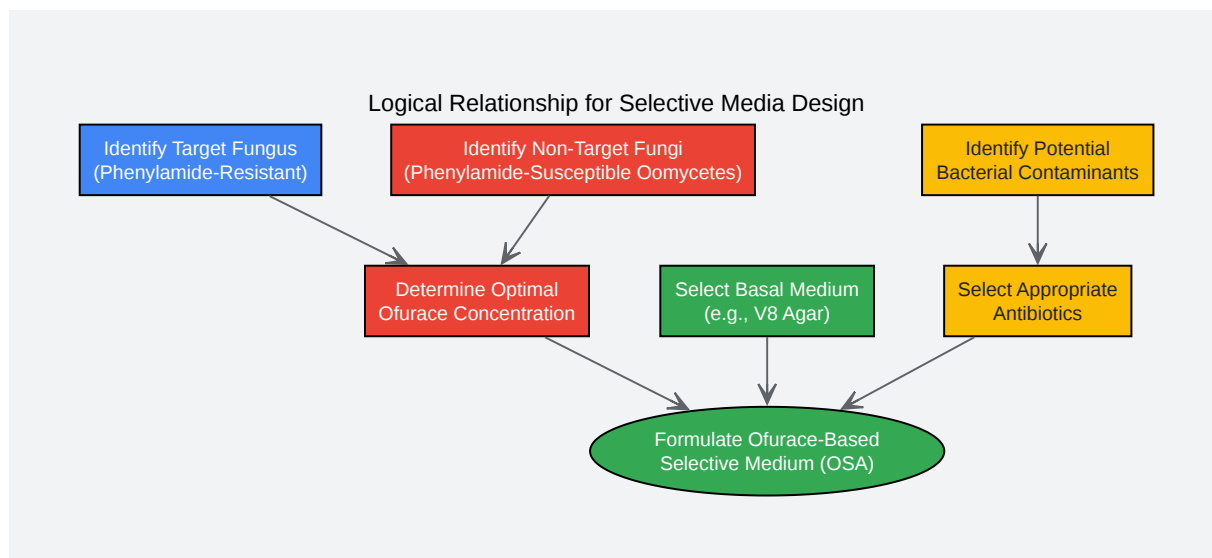 Logical Relationship for Selective Media Design
Identify Target Fungus
(Phenylamide-Resistant)
Identify Non-Target Fungi
(Phenylamide-Susceptible Oomycetes)
Identify Potential
Bacterial Contaminants
Determine Optimal
Ofurace Concentration
Select Basal Medium
(e.g., V8 Agar)
Select Appropriate
Antibiotics
Formulate Ofurace-Based
Selective Medium (OSA)